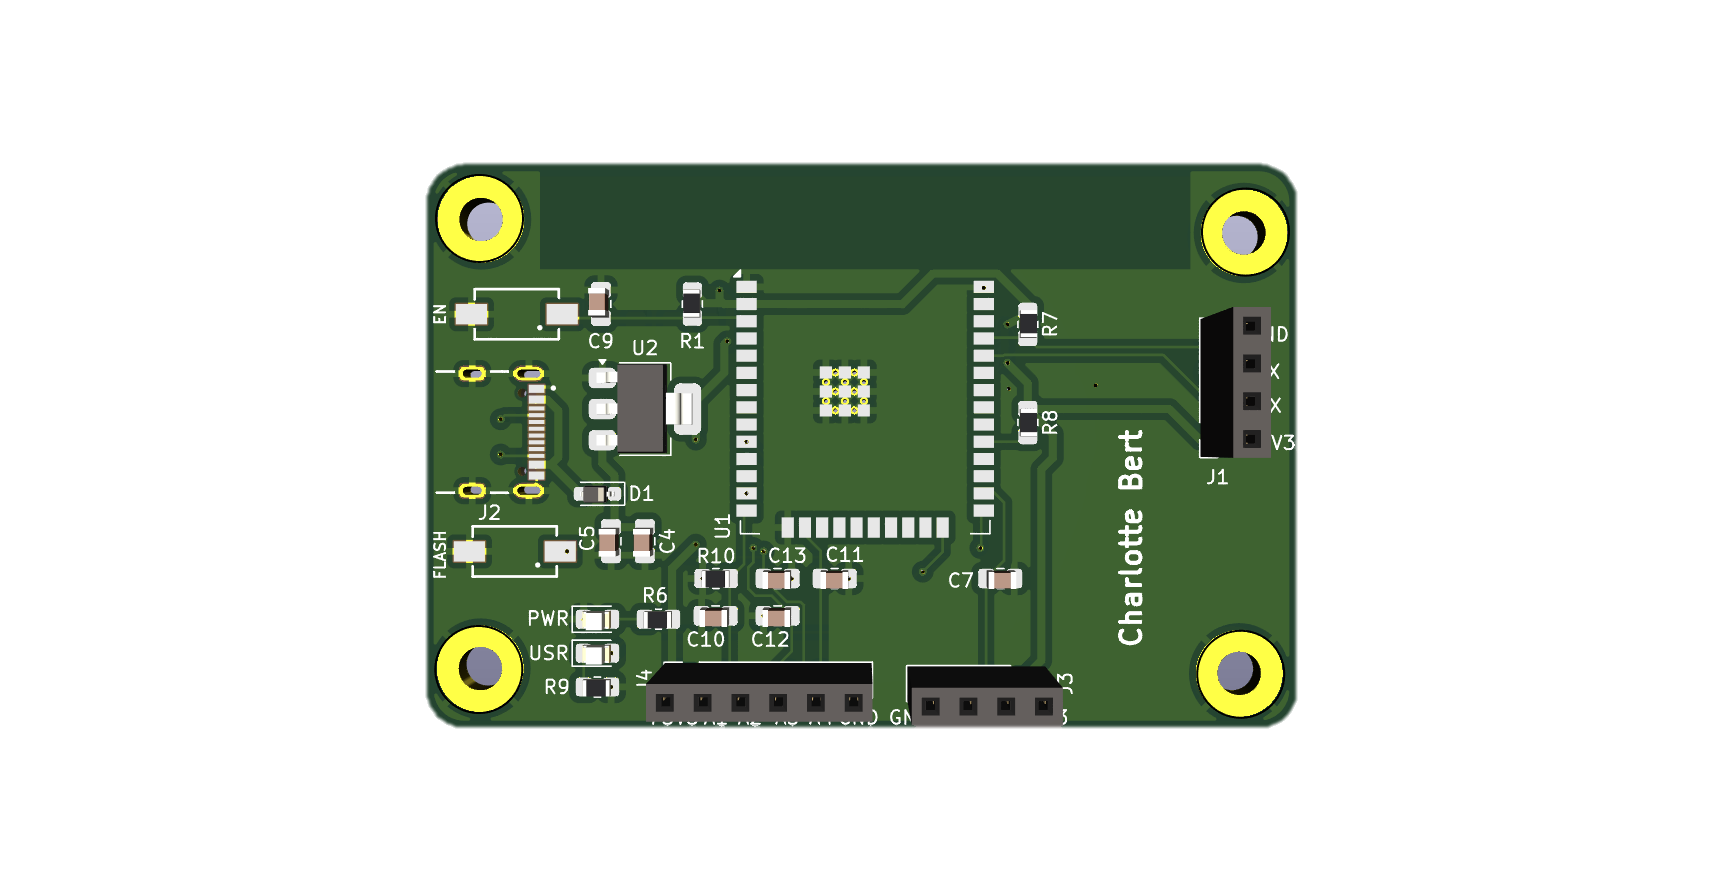 EN
C9
R1
U2
R7
ND
X
X
V3
J1
R8
Charlotte Bert
D1
J2
U1
FLASH
C5
C4
R10
C13
C11
C7
R6
PWR
C10
C12
USR
R9
J4
J3